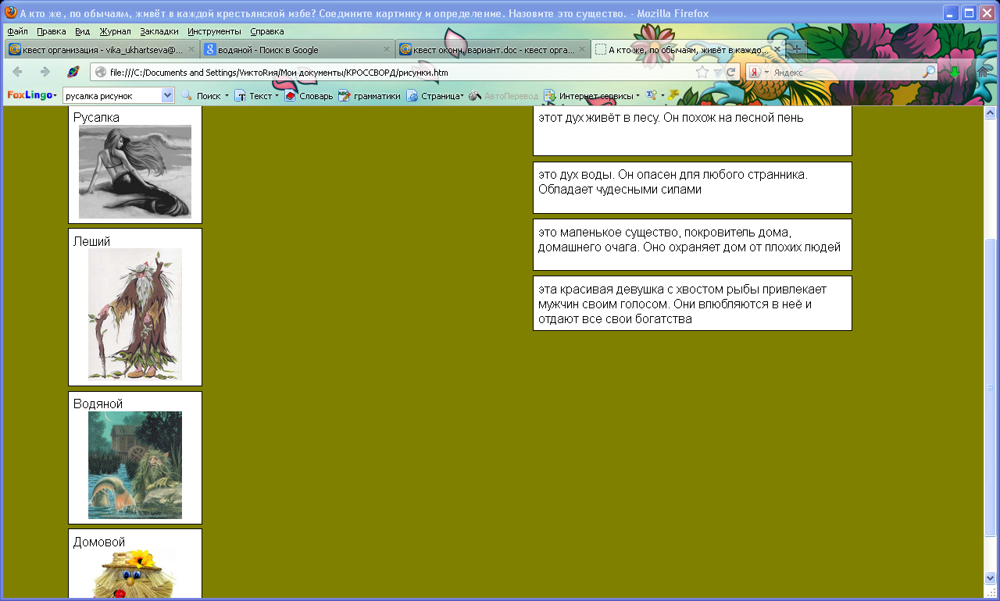 А кто же, по обычаям, живёт в каждой крестьянской избе? Соедините картинку и определение. Назовите это существо. - Mozilla Firefox
Файл Правка Вид Журнал Закладки Инструменты Справка
квест организация - vika_ukhartseva@...
водяной - Поиск в Google
квест оконч вариант.doc - квест орга...
А кто же, по обычаям, живёт в каждо...
file:///C:/Documents and Settings/УиктоRия/Мои документы/КРОССВОРД/рисунки.htm
Яндекс
FoxLingo русалка рисунок Поиск Текст Словарь грамматики Страница АвтоПеревод Интернет сервисы
Русалка
Леший
Водяной
Домовой
этот дух живёт в лесу. Он похож на лесной пень
это дух воды. Он опасен для любого странника.
Обладает чудесными силами
это маленькое существо, покровитель дома,
домашнего очага. Оно охраняет дом от плохих людей
эта красивая девушка с хвостом рыбы привлекает
мужчин своим голосом. Они влюбляются в неё и
отдают все свои богатства